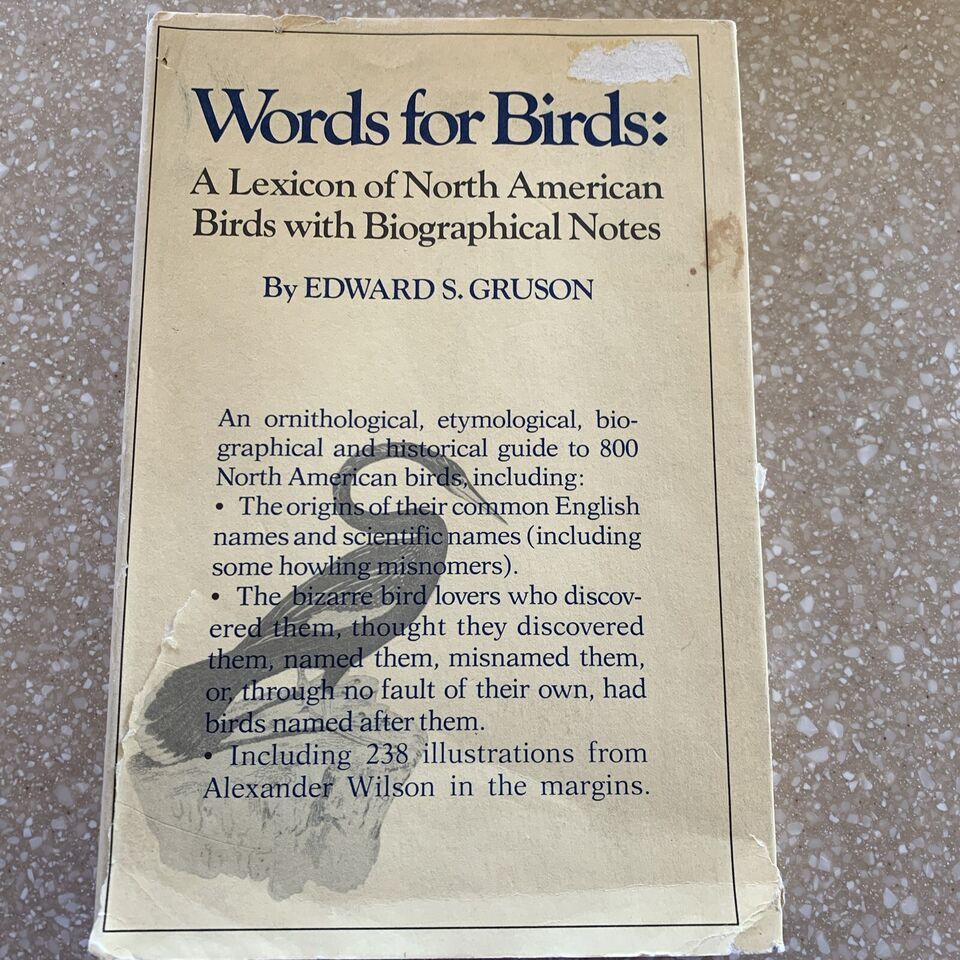 Words for Birds:
A Lexicon of North American
Birds with Biographical Notes
By EDWARD S. GRUSON
An ornithological, etymological, bio-
graphical and historical guide to 800
North American birds, including:
• The origins of their common English
names and scientific names (including
some howling misnomers).
• The bizarre bird lovers who discov-
ered them, thought they discovered
them, named them, misnamed them,
or, through no fault of their own, had
birds named after them.
• Including 238 illustrations from
Alexander Wilson in the margins.